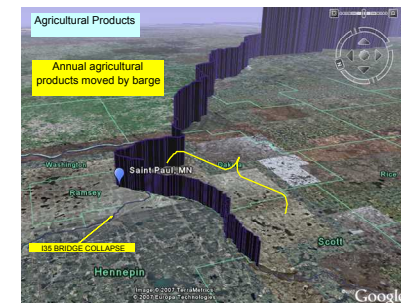 Agricultural Products
Annual agricultural
products moved by barge
Washington
Saint Paul, MN
Rice
Ramsey
I35 BRIDGE COLLAPSE
Scott
Hennepin
Image © 2007 TerraMetrics
© 2007 Europa Technologies
Google
N